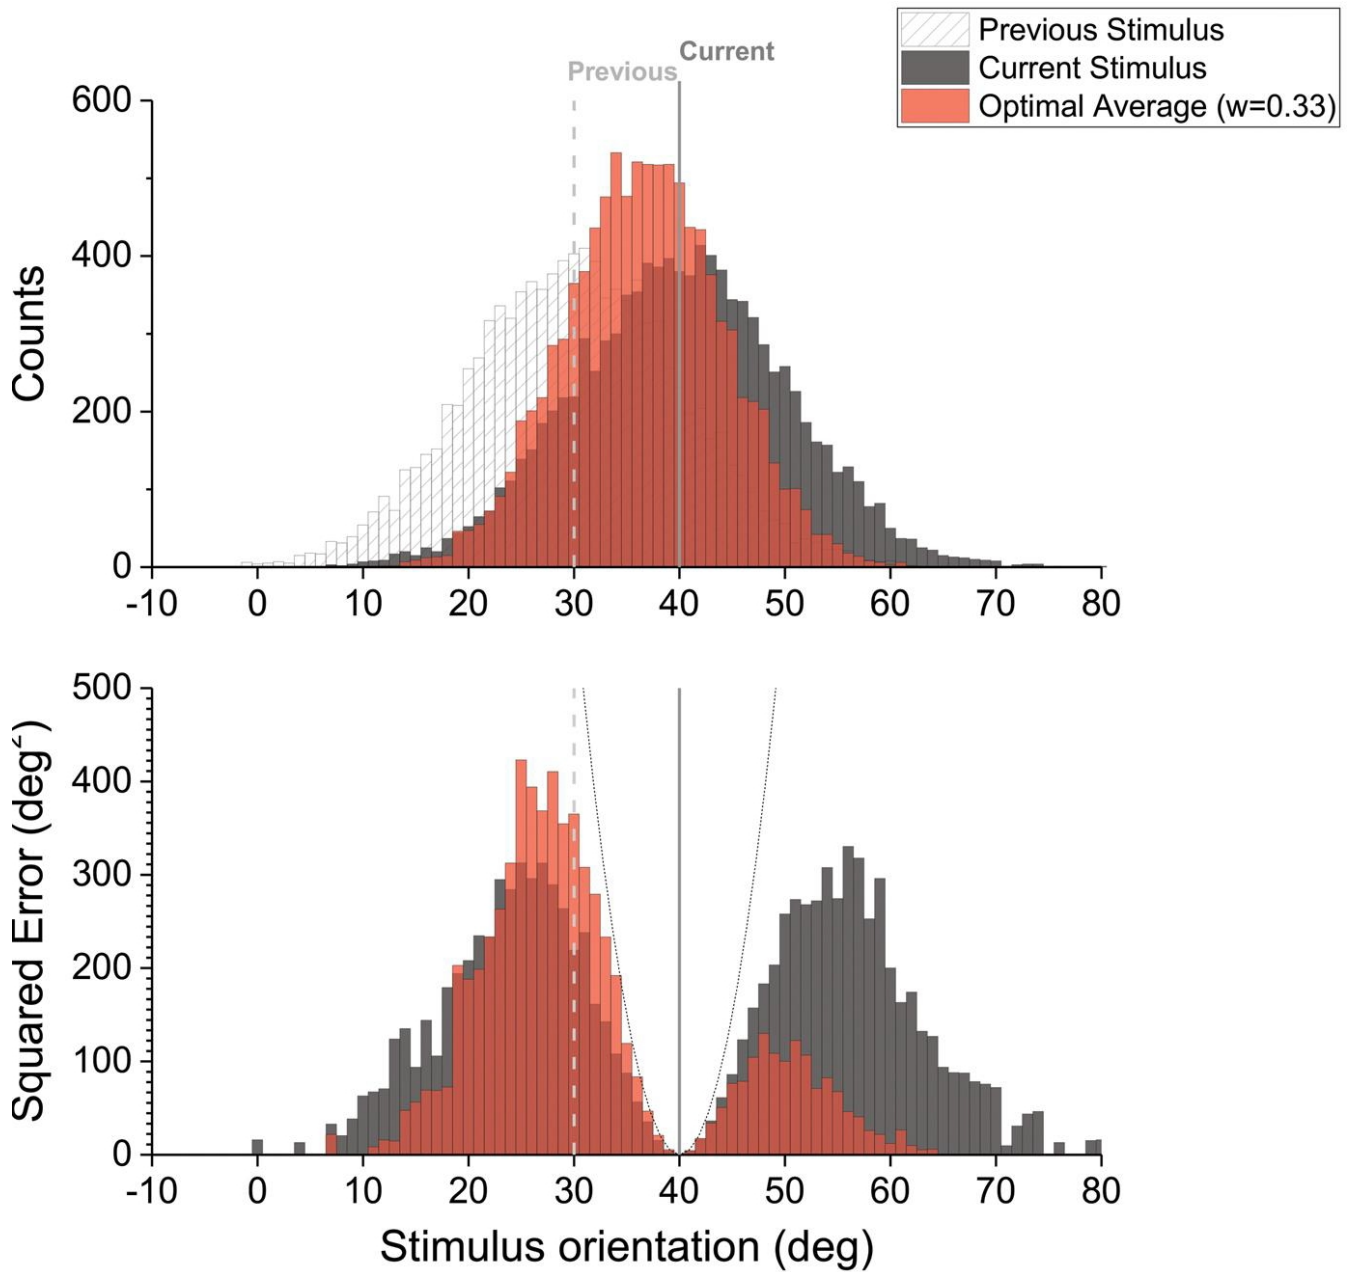 Previous Stimulus
Current Stimulus
Optimal Average (w=0.33)
Current
Previous
600
400
200
0
Counts
-10 0 10 20 30 40 50 60 70 80
500
400
300
200
100
0
Squared Error (deg²)
-10 0 10 20 30 40 50 60 70 80
Stimulus orientation (deg)